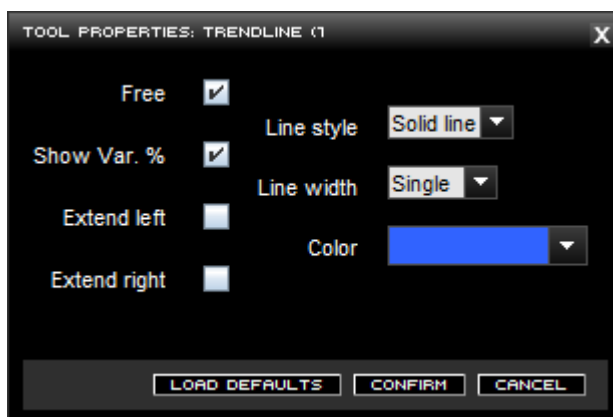 TOOL PROPERTIES: TRENDLINE (1
X
Free
Show Var. %
Extend left
Extend right
Line style Solid line
Line width Single
Color
LOAD DEFAULTS CONFIRM CANCEL